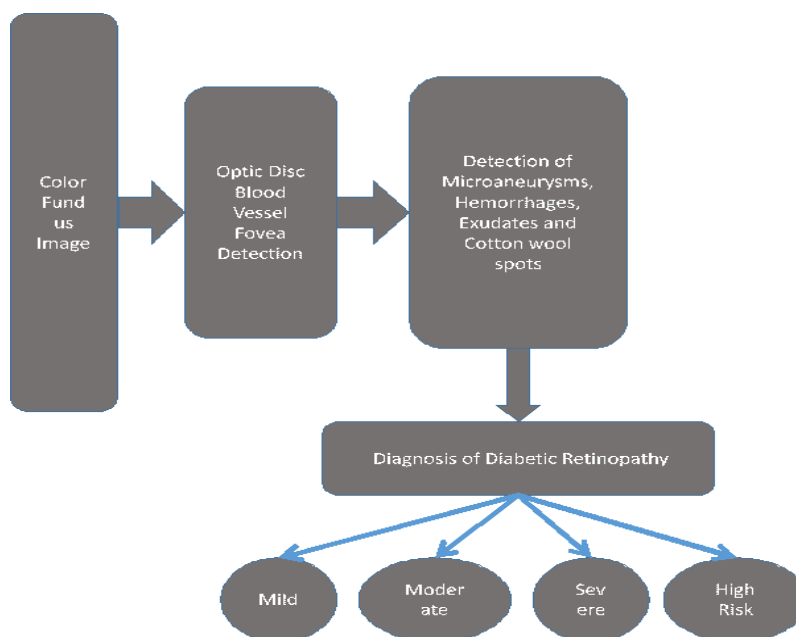 Color
Fund
us
Image
Optic Disc
Blood
Vessel
Fovea
Detection
Detection of
Microaneurysms,
Hemorrhages,
Exudates and
Cotton wool
spots
Diagnosis of Diabetic Retinopathy
Mild
Moder
ate
Sev
ere
High
Risk